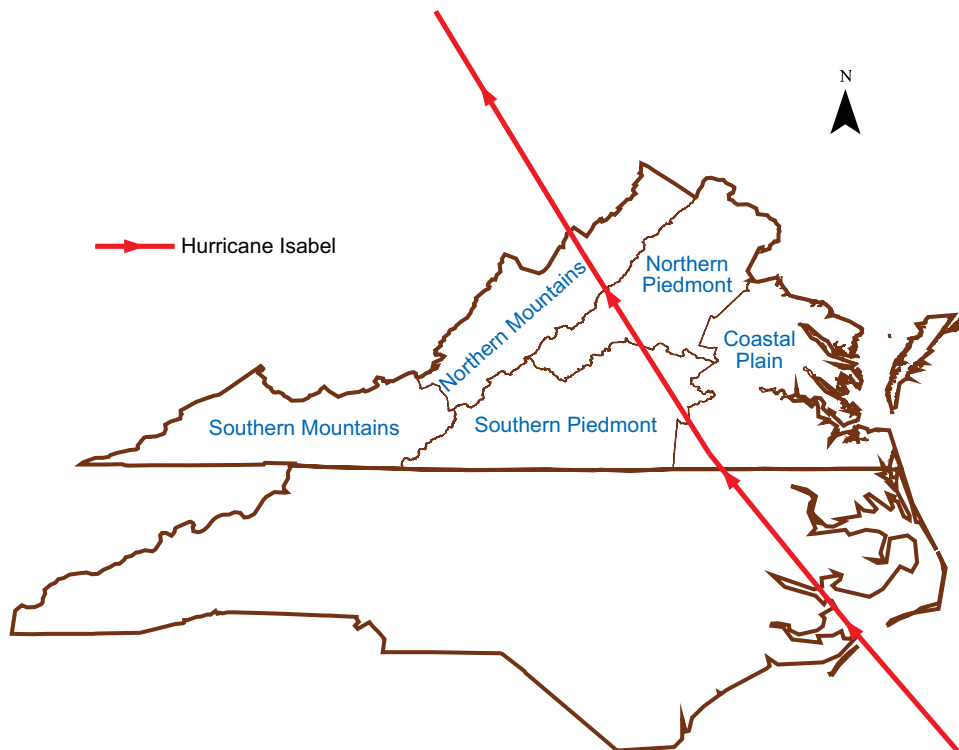 N
Hurricane Isabel
Northern
Piedmont
Northern Mountains
Coastal
Plain
Southern Mountains
Southern Piedmont